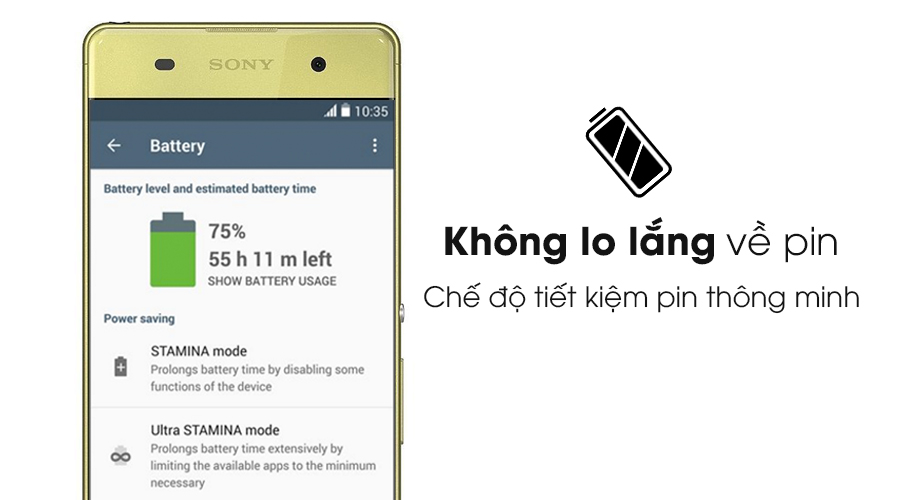 SONY
10:35
Battery
Battery level and estimated battery time
75%
55 h 11 m left
SHOW BATTERY USAGE
Power saving
STAMINA mode
Prolongs battery time by disabling some
functions of the device
Ultra STAMINA mode
Prolongs battery time extensively by
limiting the available apps to the minimum
necessary
Không lo lắng về pin
Chế độ tiết kiệm pin thông minh